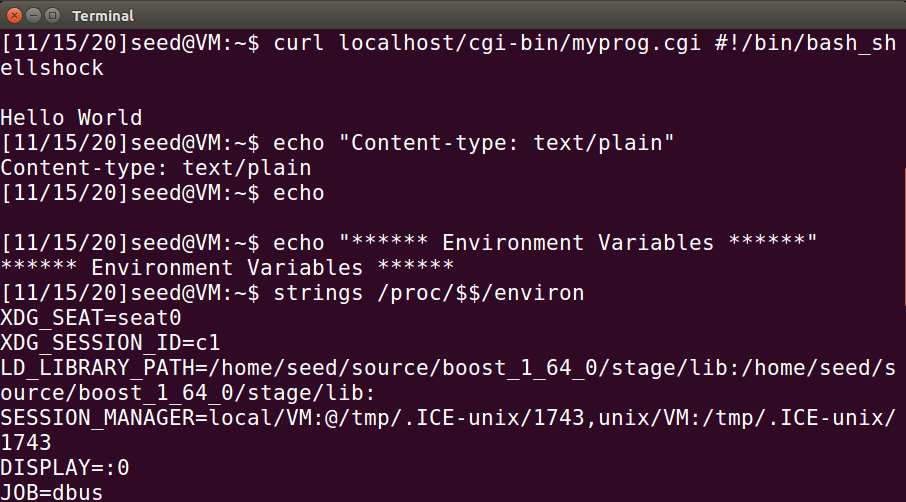 Terminal
[11/15/20]seed@VM:~$ curl localhost/cgi-bin/myprog.cgi #!/bin/bash_sh
ellshock
Hello World
[11/15/20]seed@VM:~$ echo "Content-type: text/plain"
Content-type: text/plain
[11/15/20]seed@VM:~$ echo
[11/15/20]seed@VM:~$ echo "****** Environment Variables ******"
****** Environment Variables ******
[11/15/20]seed@VM:~$ strings /proc/$$/environ
XDG_SEAT=seat0
XDG_SESSION_ID=c1
LD_LIBRARY_PATH=/home/seed/source/boost_1_64_0/stage/lib:/home/seed/s
ource/boost_1_64_0/stage/lib:
SESSION_MANAGER=local/VM:@/tmp/.ICE-unix/1743,unix/VM:/tmp/.ICE-unix/
1743
DISPLAY=:0
JOB=dbus